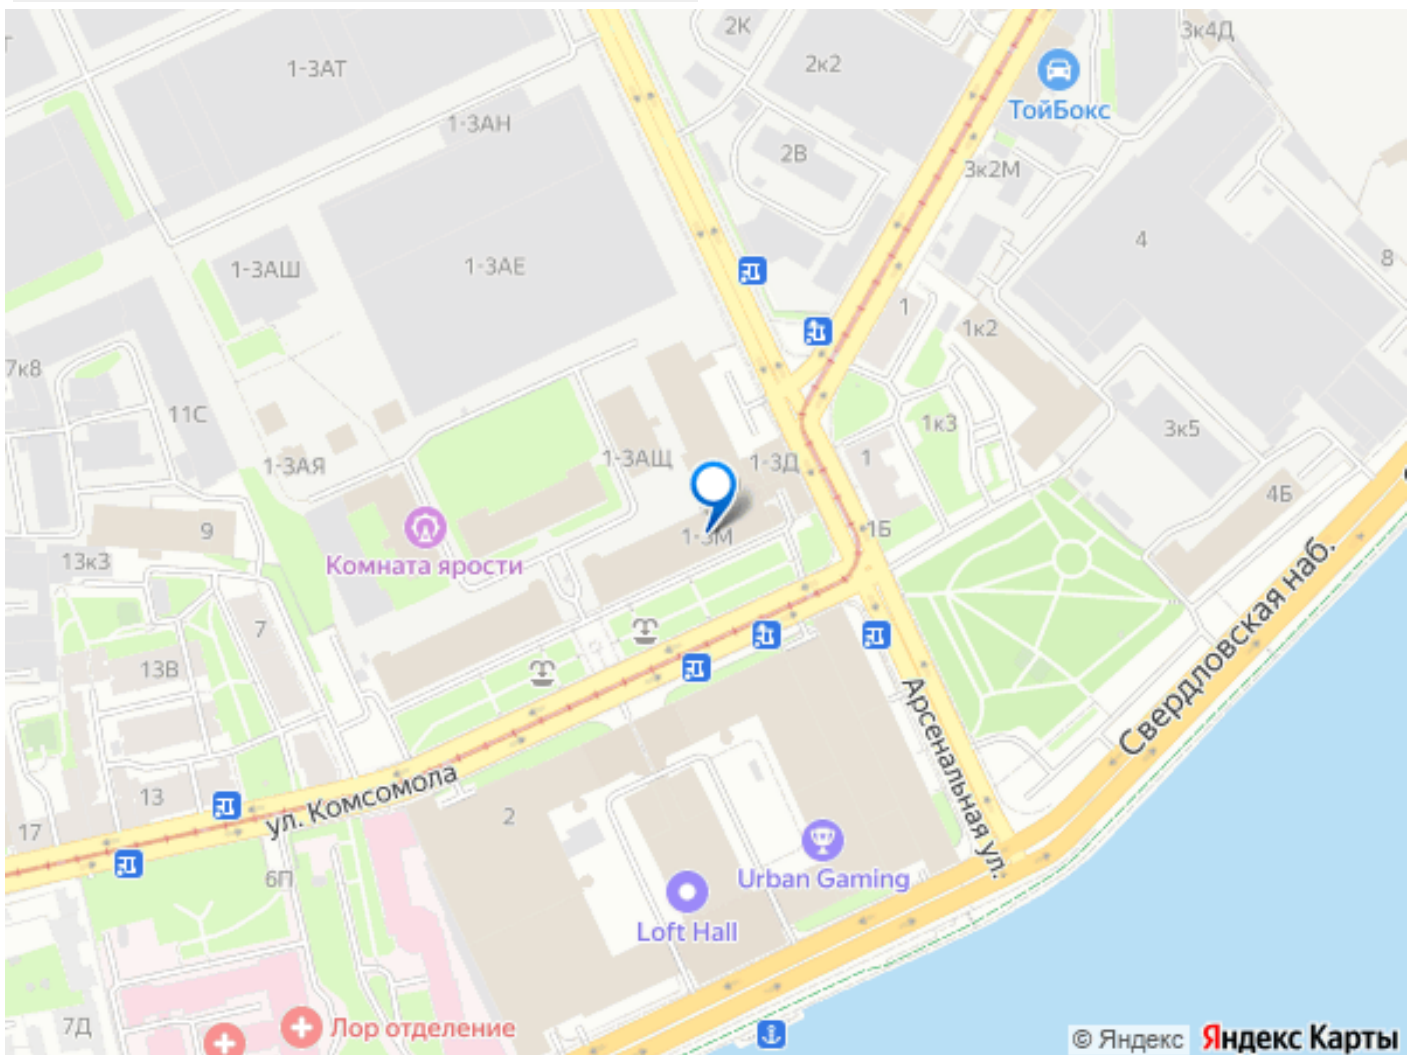 2К
3к4Д
1-3АТ
2к2
ТойБокс
1-3АН
2В
3к2М
4
1-3АШ
1-3АЕ
8
1
1к2
7к8
11С
1к3
3к5
1-3АЩ
1-3Д
1
1-3АЯ
4Б
9
1-3М
1Б
13к3
Комната ярости
7
13В
Свердловская наб.
Арсенальная ул.
ул. Комсомола
13
2
17
6П
Urban Gaming
Loft Hall
7Д
Лор отделение
© Яндекс Яндекс Карты